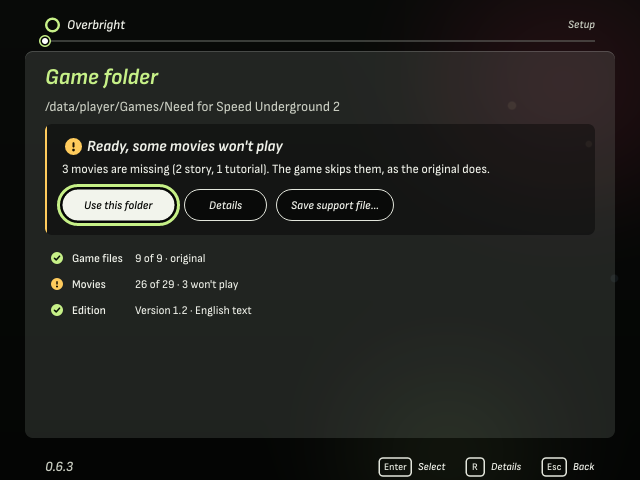 Overbright
Setup
Game folder
/data/player/Games/Need for Speed Underground 2
Ready, some movies won't play
3 movies are missing (2 story, 1 tutorial). The game skips them, as the original does.
Use this folder
Details
Save support file...
Game files 9 of 9 · original
Movies 26 of 29 · 3 won't play
Edition Version 1.2 · English text
0.6.3
Enter Select
R Details
Esc Back